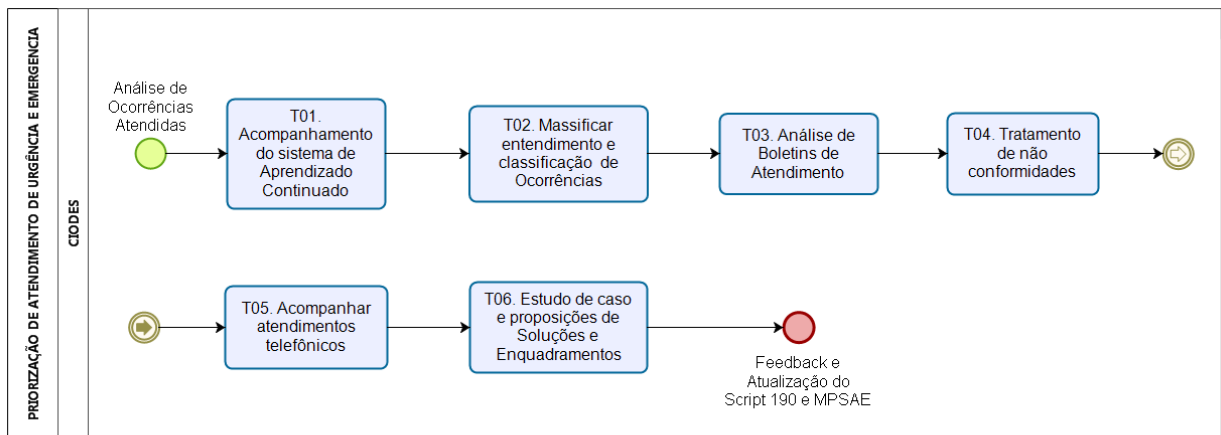 PRIORIZAÇÃO DE ATENDIMENTO DE URGÊNCIA E EMERGENCIA
CIODES
Análise de
Ocorrências
Atendidas
T01.
Acompanhamento
do sistema de
Aprendizado
Continuado
T02. Massificar
entendimento e
classificação de
Ocorrências
T03. Análise de
Boletins de
Atendimento
T04. Tratamento
de não
conformidades
T05. Acompanhar
atendimentos
telefônicos
T06. Estudo de caso
e proposições de
Soluções e
Enquadramentos
Feedback e
Atualização do
Script 190 e MPSAE